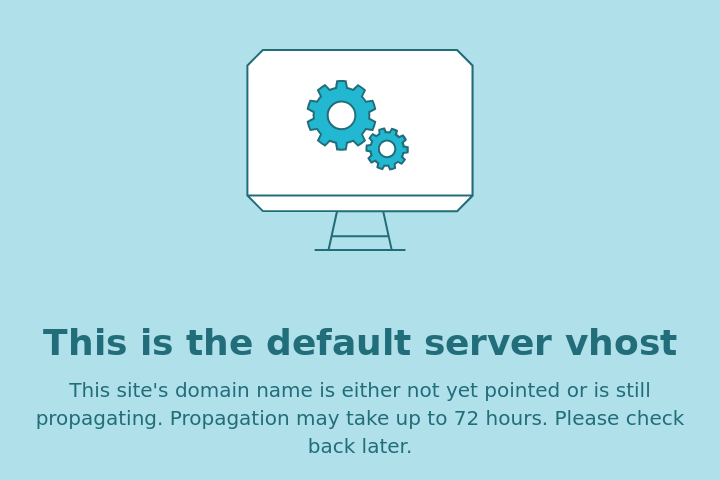 This is the default server vhost
This site's domain name is either not yet pointed or is still
propagating. Propagation may take up to 72 hours. Please check
back later.